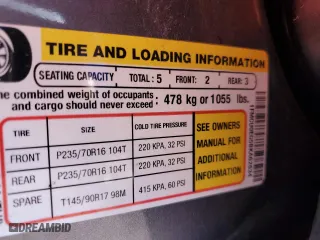 TIRE AND LOADING INFORMATION
SEATING CAPACITY TOTAL: 5 FRONT: 2 REAR: 3
he combined weight of occupants and cargo should never exceed: 478 kg or 1055 lbs.
TIRE SIZE COLD TIRE PRESSURE
FRONT P235/70R16 104T 220 KPA, 32 PSI
REAR P235/70R16 104T 220 KPA, 32 PSI
SPARE T145/90R17 98M 415 KPA, 60 PSI
SEE OWNERS
MANUAL FOR
ADDITIONAL
INFORMATION
DREAMBID